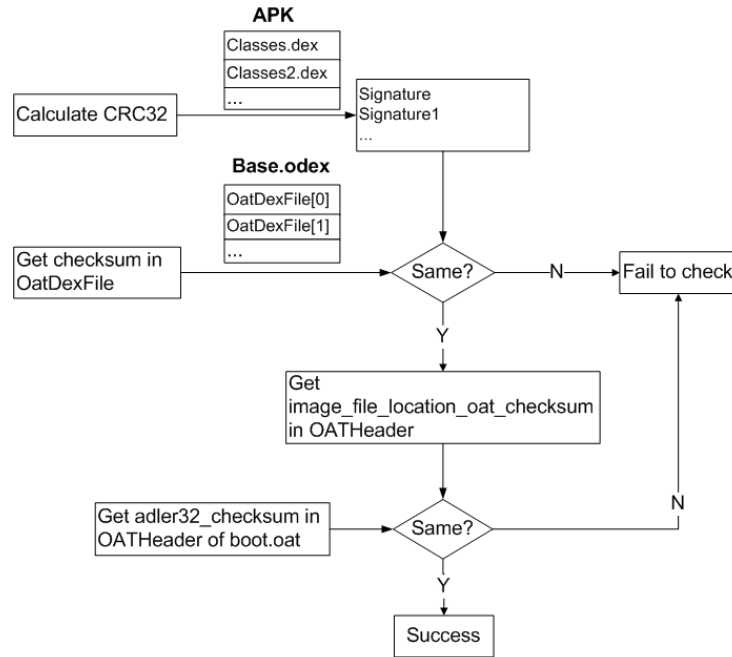 APK
Classes.dex
Classes2.dex
...
Calculate CRC32
Signature
Signature1
...
Base.odex
OatDexFile[0]
OatDexFile[1]
...
Get checksum in
OatDexFile
Same?
N
Fail to check
Y
Get
image_file_location_oat_checksum
in OATHeader
N
Get adler32_checksum in
OATHeader of boot.oat
Same?
Y
Success